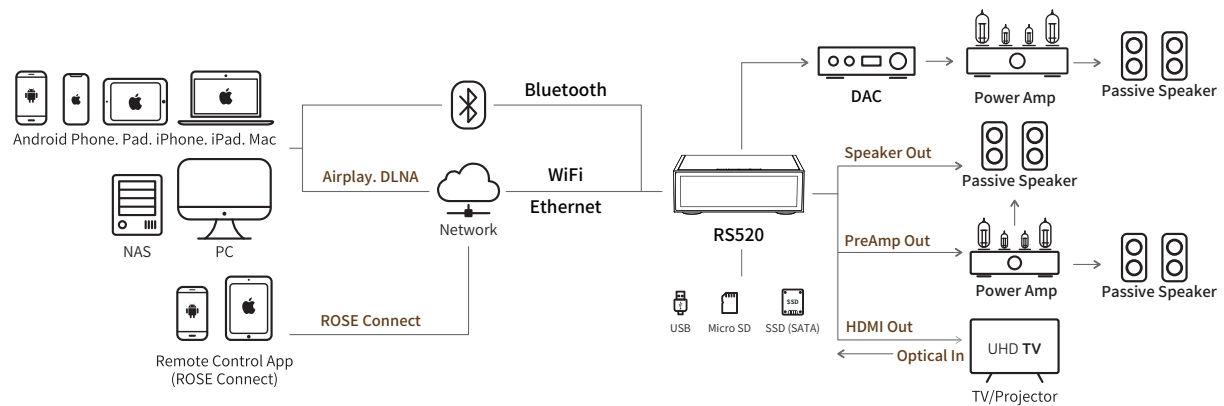 Android Phone. Pad. iPhone. iPad. Mac
NAS
PC
Remote Control App
(ROSE Connect)
Bluetooth
Airplay. DLNA
WiFi
Ethernet
Network
ROSE Connect
RS520
USB
Micro SD
SSD
SSD (SATA)
DAC
Power Amp
Passive Speaker
Speaker Out
Passive Speaker
PreAmp Out
Power Amp
Passive Speaker
HDMI Out
Optical In
UHD TV
TV/Projector